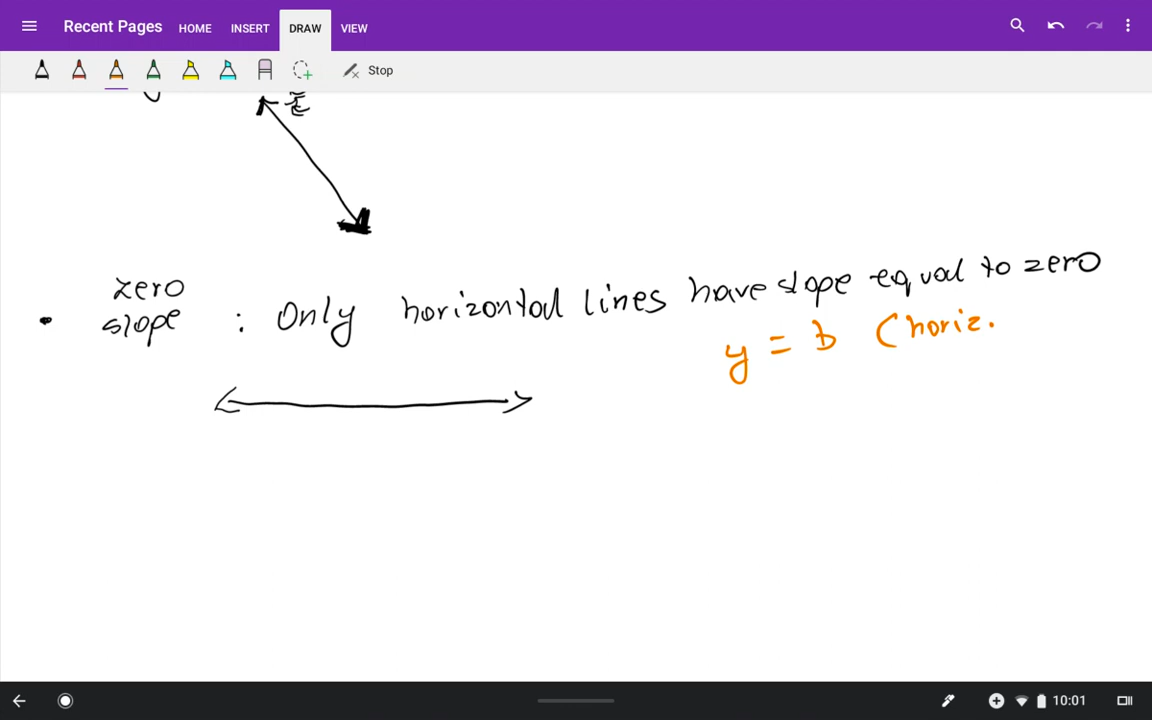 Recent Pages HOME INSERT DRAW VIEW
Stop
zero
slope : Only horizontal lines have slope equal to zero
y = b (horiz.
10:01